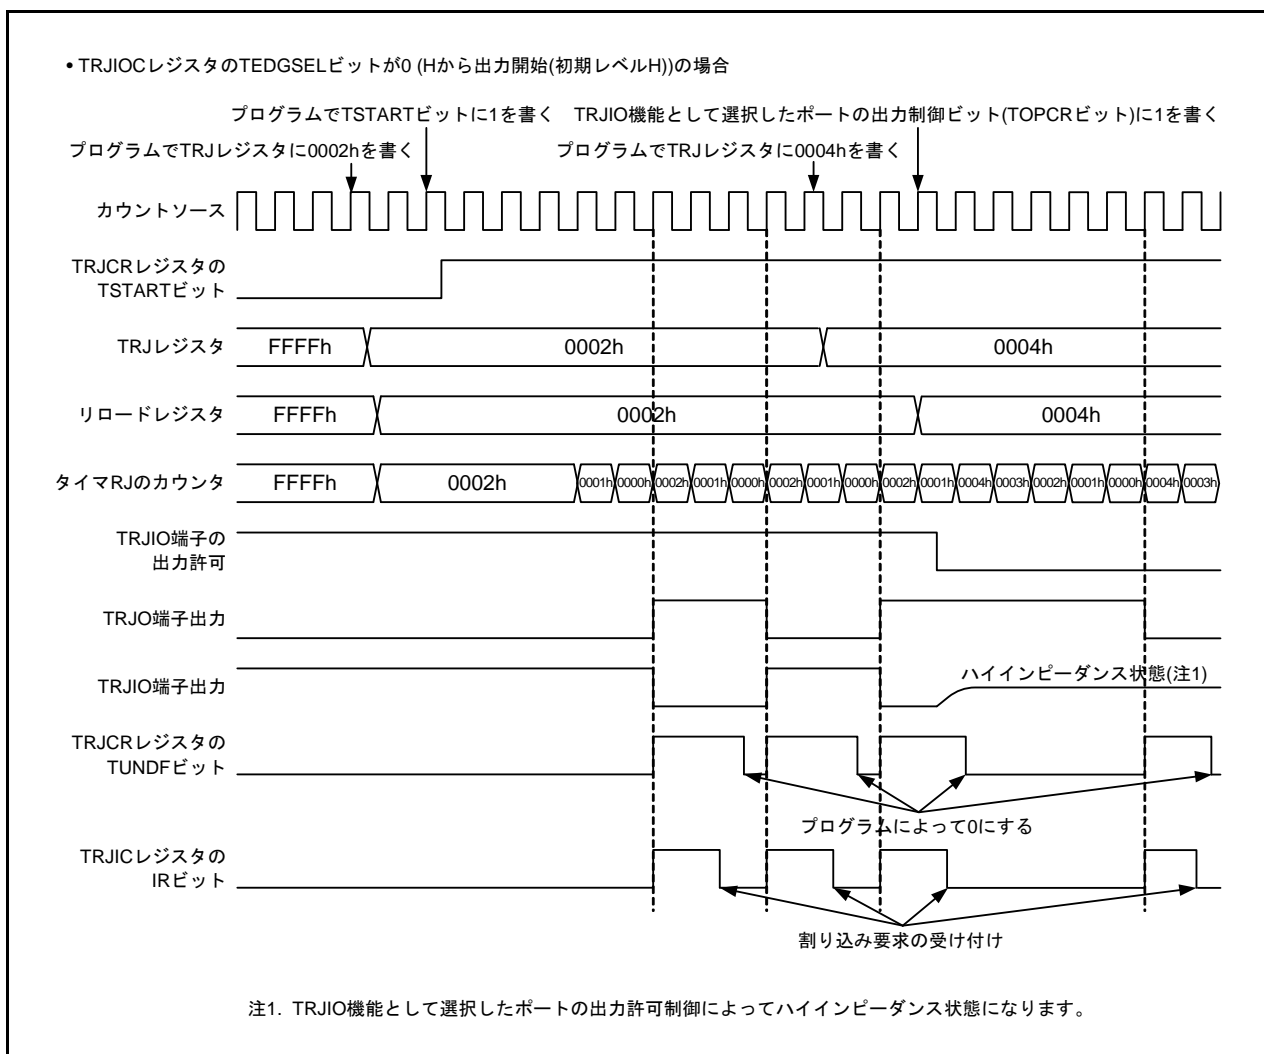 • TRJIOCレジスタのTEDGSELビットが0 (Hから出力開始(初期レベルH))の場合
プログラムでTSTARTビットに1を書く
TRJIO機能として選択したポートの出力制御ビット(TOPCRビット)に1を書く
プログラムでTRJレジスタに0002hを書く
プログラムでTRJレジスタに0004hを書く
カウントソース
TRJCRレジスタの
TSTARTビット
TRJレジスタ
FFFFh
0002h
0004h
リロードレジスタ
FFFFh
0002h
0004h
タイマRJのカウンタ
FFFFh
0002h
0001h
0000h
0002h
0001h
0000h
0002h
0001h
0000h
0002h
0001h
0004h
0003h
0002h
0001h
0000h
0004h
0003h
TRJIO端子の
出力許可
TRJO端子出力
TRJIO端子出力
ハイインピーダンス状態(注1)
TRJCRレジスタの
TUNDFビット
プログラムによって0にする
TRJICレジスタの
IRビット
割り込み要求の受け付け
注1. TRJIO機能として選択したポートの出力許可制御によってハイインピーダンス状態になります。